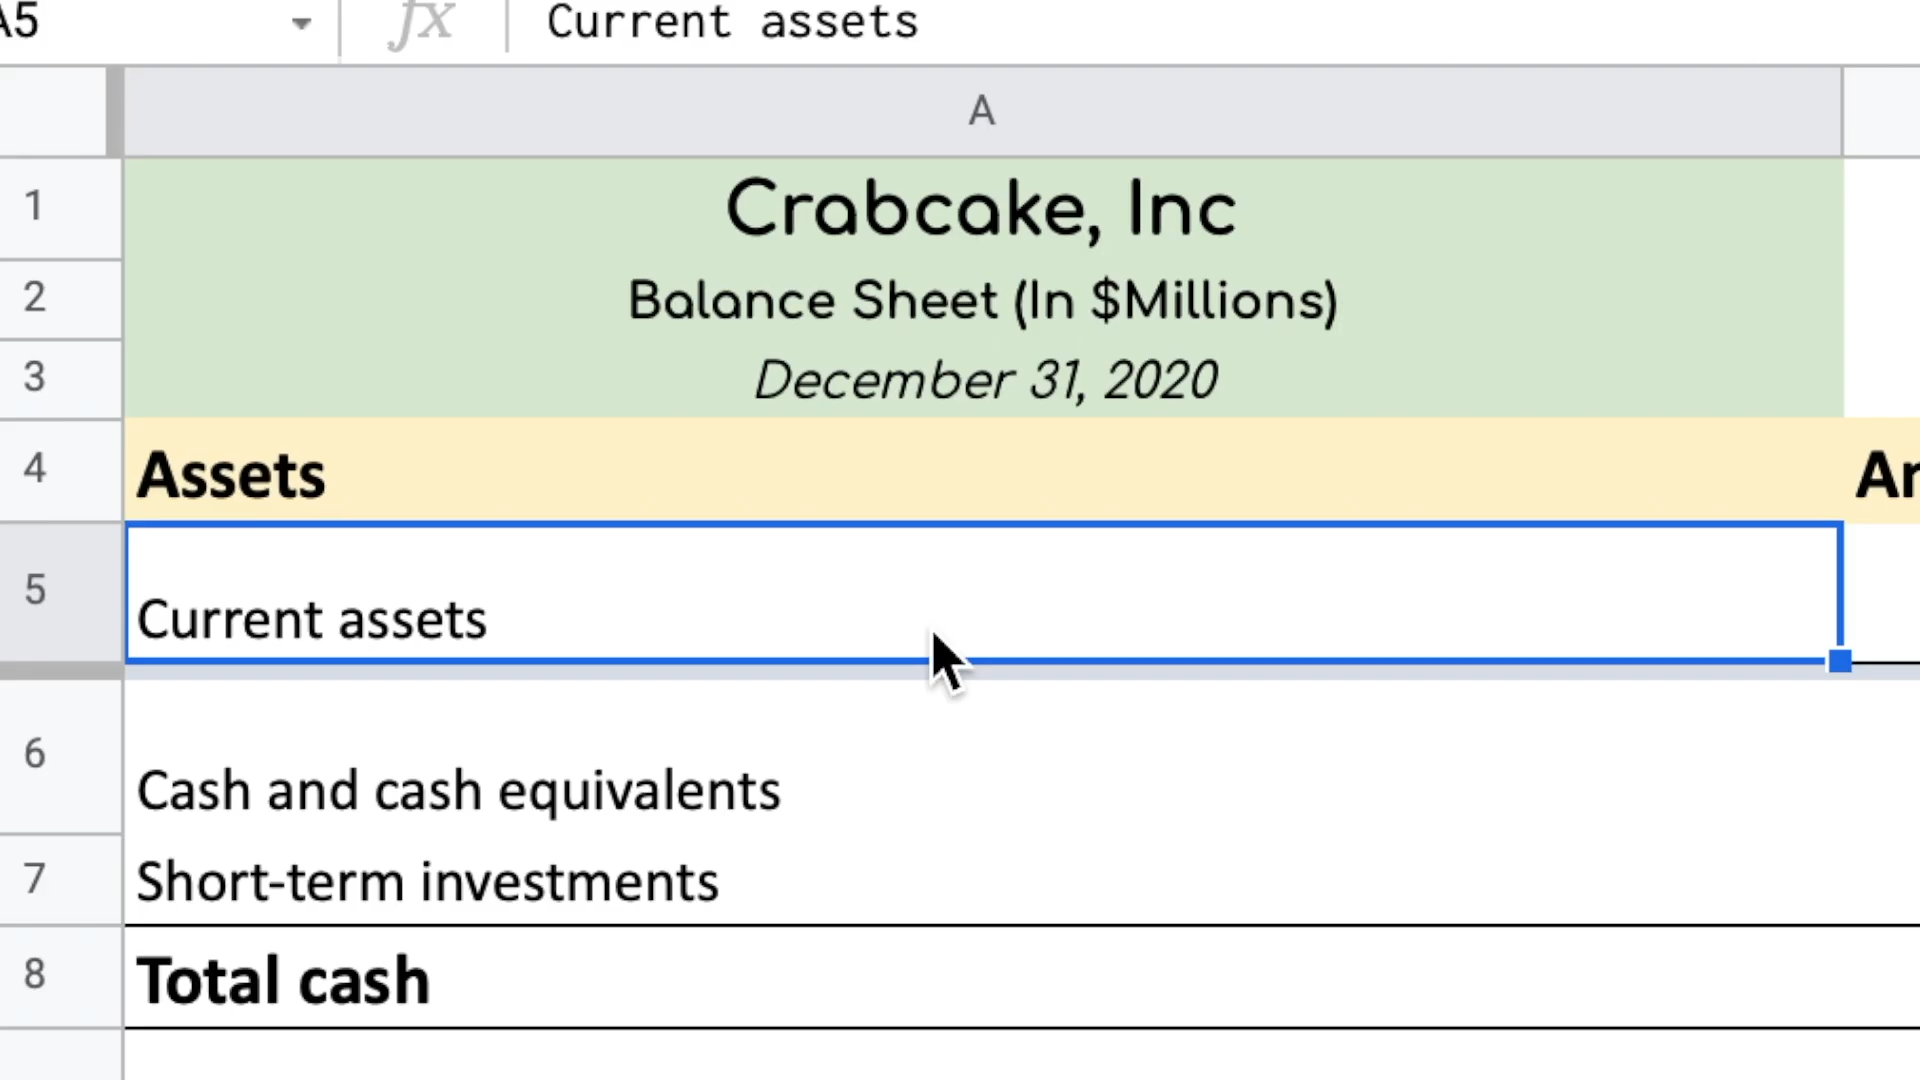 A5 fx Current assets
A
1 Crabcake, Inc
2 Balance Sheet (In $Millions)
3 December 31, 2020
4 Assets
5 Current assets
6 Cash and cash equivalents
7 Short-term investments
8 Total cash